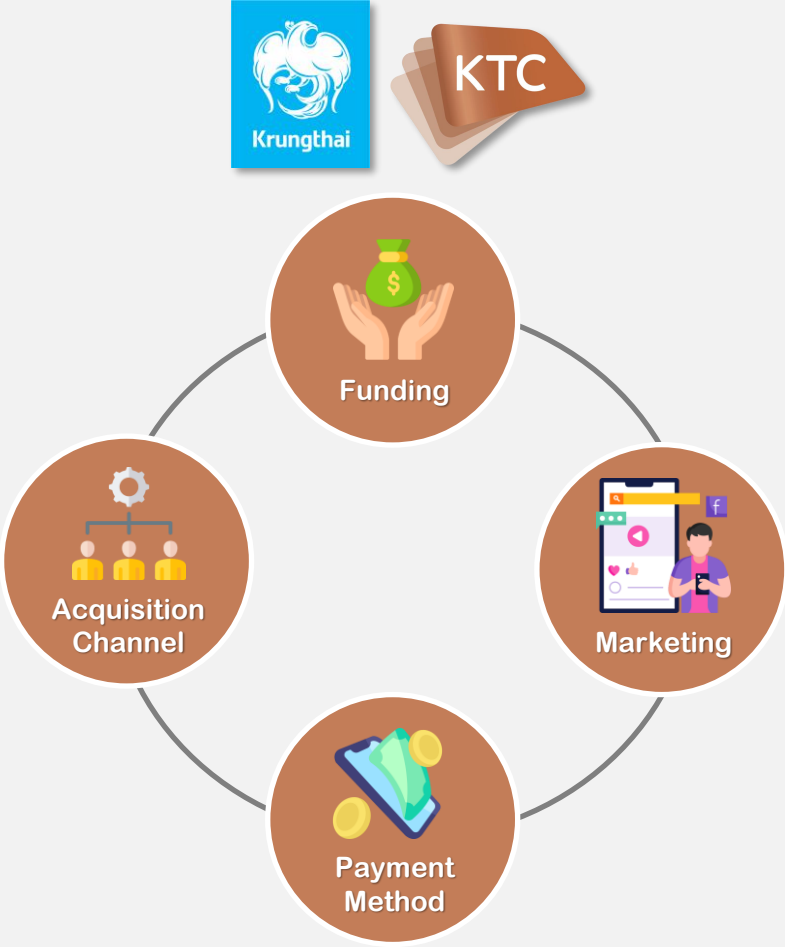 Krungthai
KTC
$
Funding
f
Acquisition
Channel
Marketing
Payment
Method